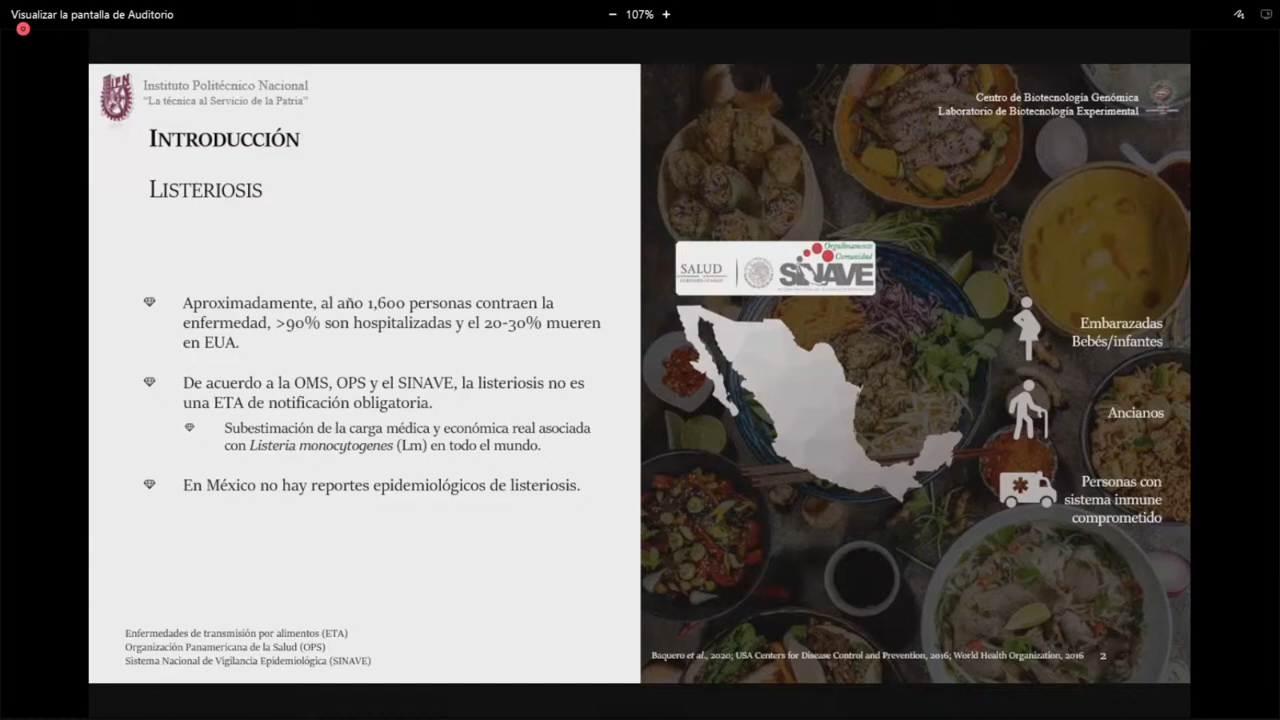 Visualizar la pantalla de Auditorio
− 107% +
Instituto Politécnico Nacional
"La técnica al Servicio de la Patria"
INTRODUCCIÓN
LISTERIOSIS
Aproximadamente, al año 1,600 personas contraen la
enfermedad, >90% son hospitalizadas y el 20-30% mueren
en EUA.
De acuerdo a la OMS, OPS y el SINAVE, la listeriosis no es
una ETA de notificación obligatoria.
Subestimación de la carga médica y económica real asociada
con Listeria monocytogenes (Lm) en todo el mundo.
En México no hay reportes epidemiológicos de listeriosis.
Enfermedades de transmisión por alimentos (ETA)
Organización Panamericana de la Salud (OPS)
Sistema Nacional de Vigilancia Epidemiológica (SINAVE)
Centro de Biotecnología Genómica
Laboratorio de Biotecnología Experimental
Orgullosamente
Comunidad
SALUD
SINAVE
Embarazadas
Bebés/infantes
Ancianos
Personas con
sistema inmune
comprometido
Baquero et al., 2020; USA Centers for Disease Control and Prevention, 2016; World Health Organization, 2016 2